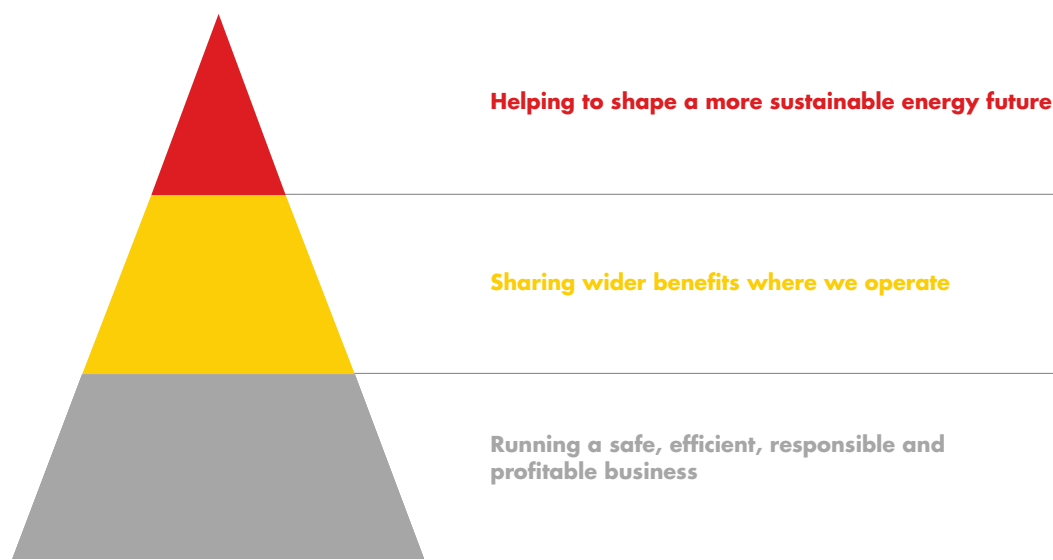 Helping to shape a more sustainable energy future
Sharing wider benefits where we operate
Running a safe, efficient, responsible and
profitable business